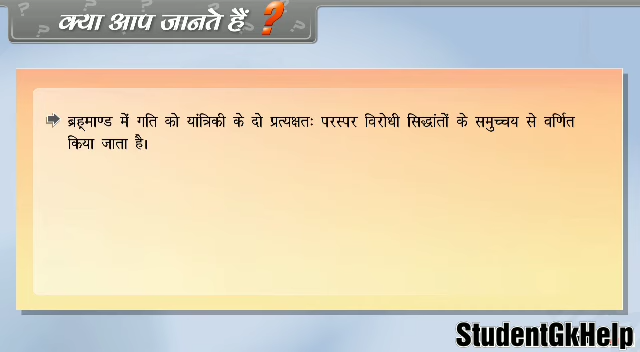 क्या आप जानते हैं ?
ब्रह्माण्ड में गति को यांत्रिकी के दो प्रत्यक्षतः परस्पर विरोधी सिद्धांतों के समुच्चय से वर्णित
किया जाता है।
StudentGkHelp